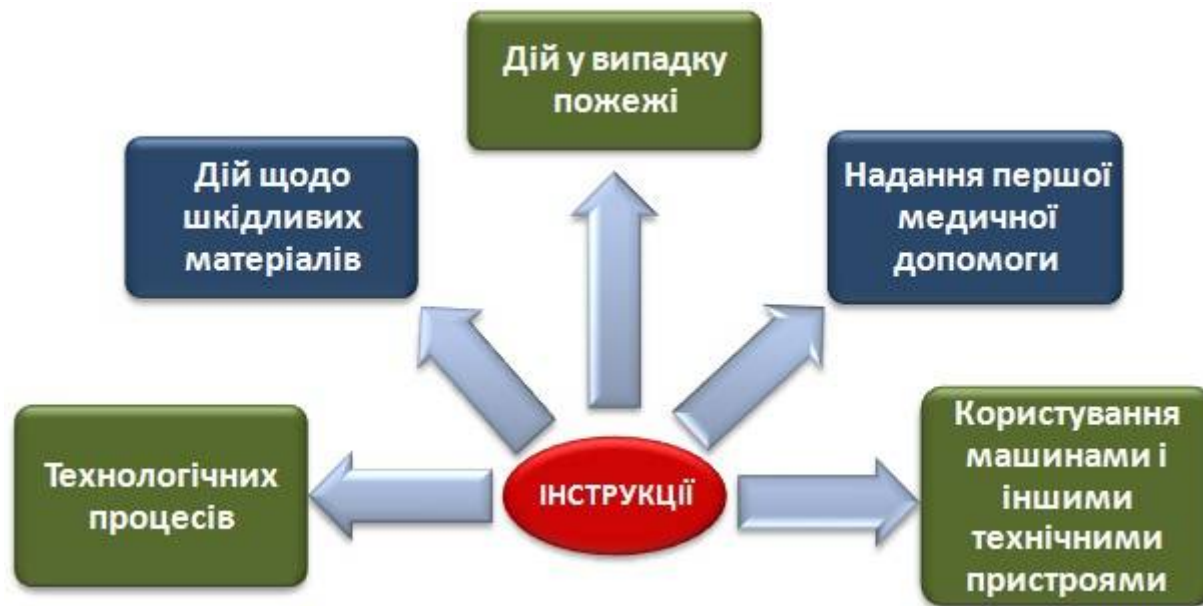 Дій у випадку
пожежі
Дій щодо
шкідливих
матеріалів
Надання першої
медичної
допомоги
Технологічних
процесів
ІНСТРУКЦІЇ
Користування
машинами і
іншими
технічними
пристроями